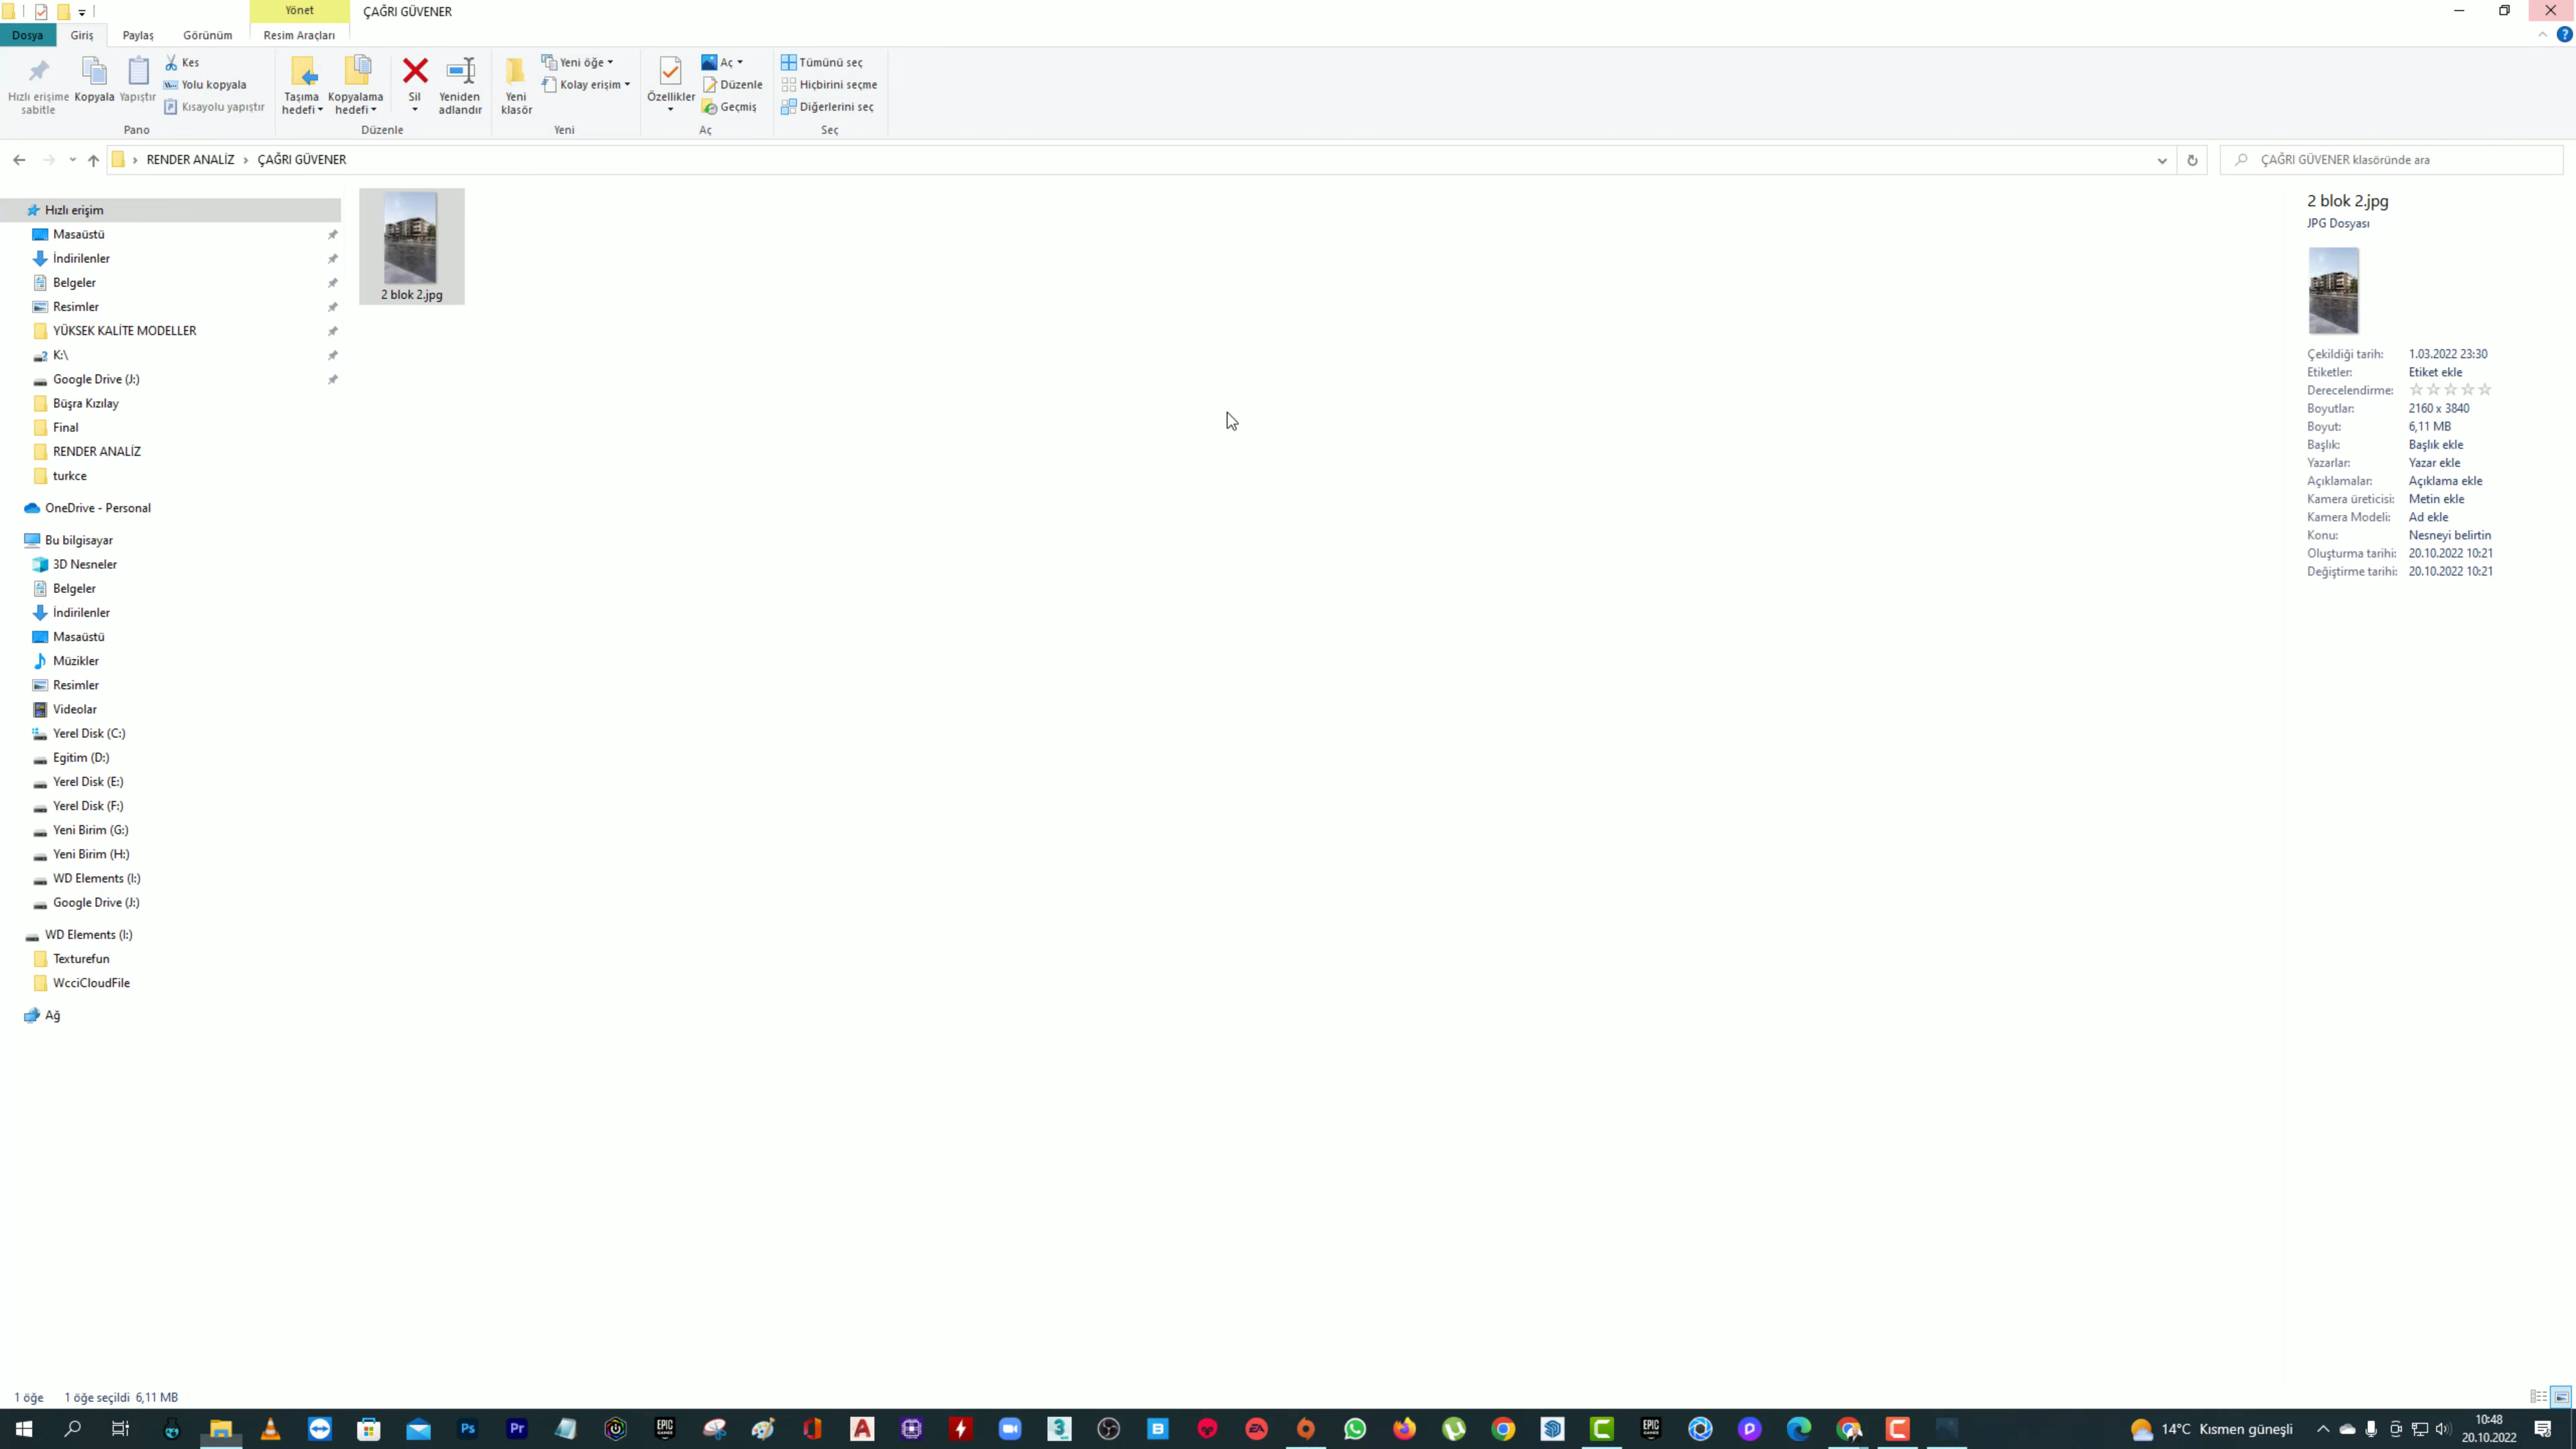 Yönet
ÇAĞRI GÜVENER
Dosya
Giriş
Paylaş
Görünüm
Resim Araçları
Hızlı erişime sabitle
Kopyala
Yapıştır
Kes
Yolu kopyala
Kısayolu yapıştır
Pano
Taşıma hedefi
Kopyalama hedefi
Sil
Yeniden adlandır
Düzenle
Yeni klasör
Yeni öğe
Kolay erişim
Yeni
Özellikler
Aç
Düzenle
Geçmiş
Aç
Tümünü seç
Hiçbirini seçme
Diğerlerini seç
Seç
RENDER ANALİZ
ÇAĞRI GÜVENER
ÇAĞRI GÜVENER klasöründe ara
Hızlı erişim
Masaüstü
İndirilenler
Belgeler
Resimler
YÜKSEK KALİTE MODELLER
K:\
Google Drive (J:)
Büşra Kızılay
Final
RENDER ANALİZ
turkce
OneDrive - Personal
Bu bilgisayar
3D Nesneler
Belgeler
İndirilenler
Masaüstü
Müzikler
Resimler
Videolar
Yerel Disk (C:)
Egitim (D:)
Yerel Disk (E:)
Yerel Disk (F:)
Yeni Birim (G:)
Yeni Birim (H:)
WD Elements (I:)
Google Drive (J:)
WD Elements (I:)
Texturefun
WcciCloudFile
Ağ
2 blok 2.jpg
2 blok 2.jpg
JPG Dosyası
Çekildiği tarih: 1.03.2022 23:30
Etiketler: Etiket ekle
Derecelendirme:
Boyutlar: 2160 x 3840
Boyut: 6,11 MB
Başlık: Başlık ekle
Yazarlar: Yazar ekle
Açıklamalar: Açıklama ekle
Kamera üreticisi: Metin ekle
Kamera Modeli: Ad ekle
Konu: Nesneyi belirtin
Oluşturma tarihi: 20.10.2022 10:21
Değiştirme tarihi: 20.10.2022 10:21
1 öğe 1 öğe seçildi 6,11 MB
Ps
Pr
EPIC GAMES
EA
EPIC GAMES
14°C Kısmen güneşli
10:48
20.10.2022